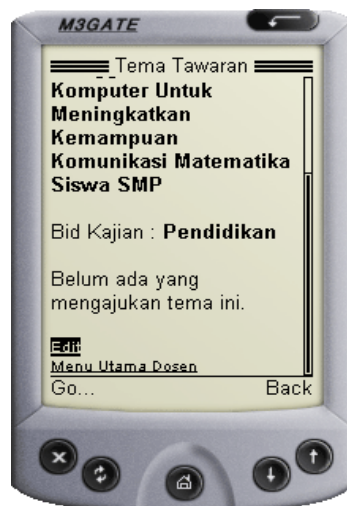 M3GATE
Tema Tawaran
Komputer Untuk
Meningkatkan
Kemampuan
Komunikasi Matematika
Siswa SMP
Bid Kajian : Pendidikan
Belum ada yang
mengajukan tema ini.
Edit
Menu Utama Dosen
Go... Back